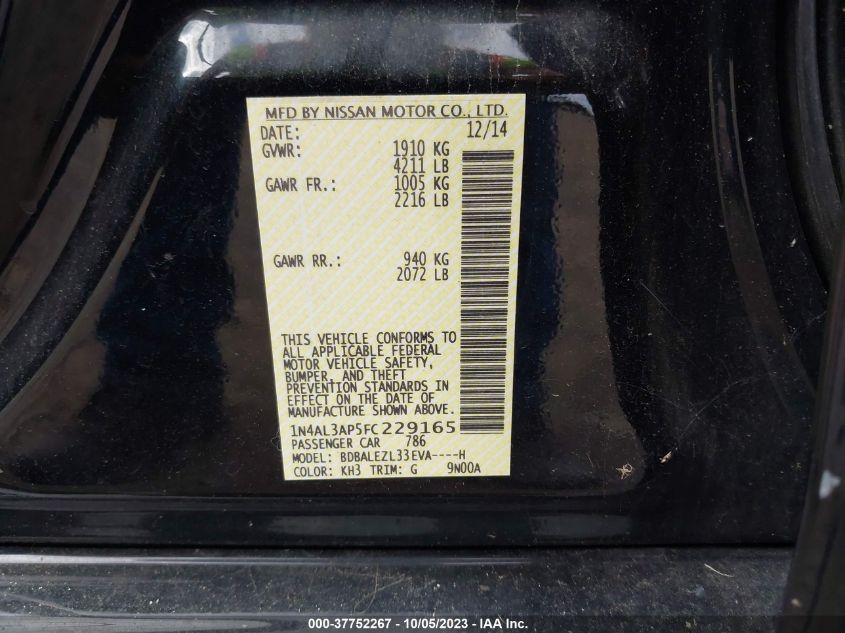 MFD BY NISSAN MOTOR CO., LTD.
DATE: 12/14
GVWR: 1910 KG
4211 LB
GAWR FR.: 1005 KG
2216 LB
GAWR RR.: 940 KG
2072 LB
THIS VEHICLE CONFORMS TO
ALL APPLICABLE FEDERAL
MOTOR VEHICLE SAFETY,
BUMPER, AND THEFT
PREVENTION STANDARDS IN
EFFECT ON THE DATE OF
MANUFACTURE SHOWN ABOVE.
1N4AL3AP5FC229165
PASSENGER CAR 786
MODEL: BDBALEZL33EVA----H
COLOR: KH3 TRIM: G 9N00A
000-37752267 - 10/05/2023 - IAA Inc.